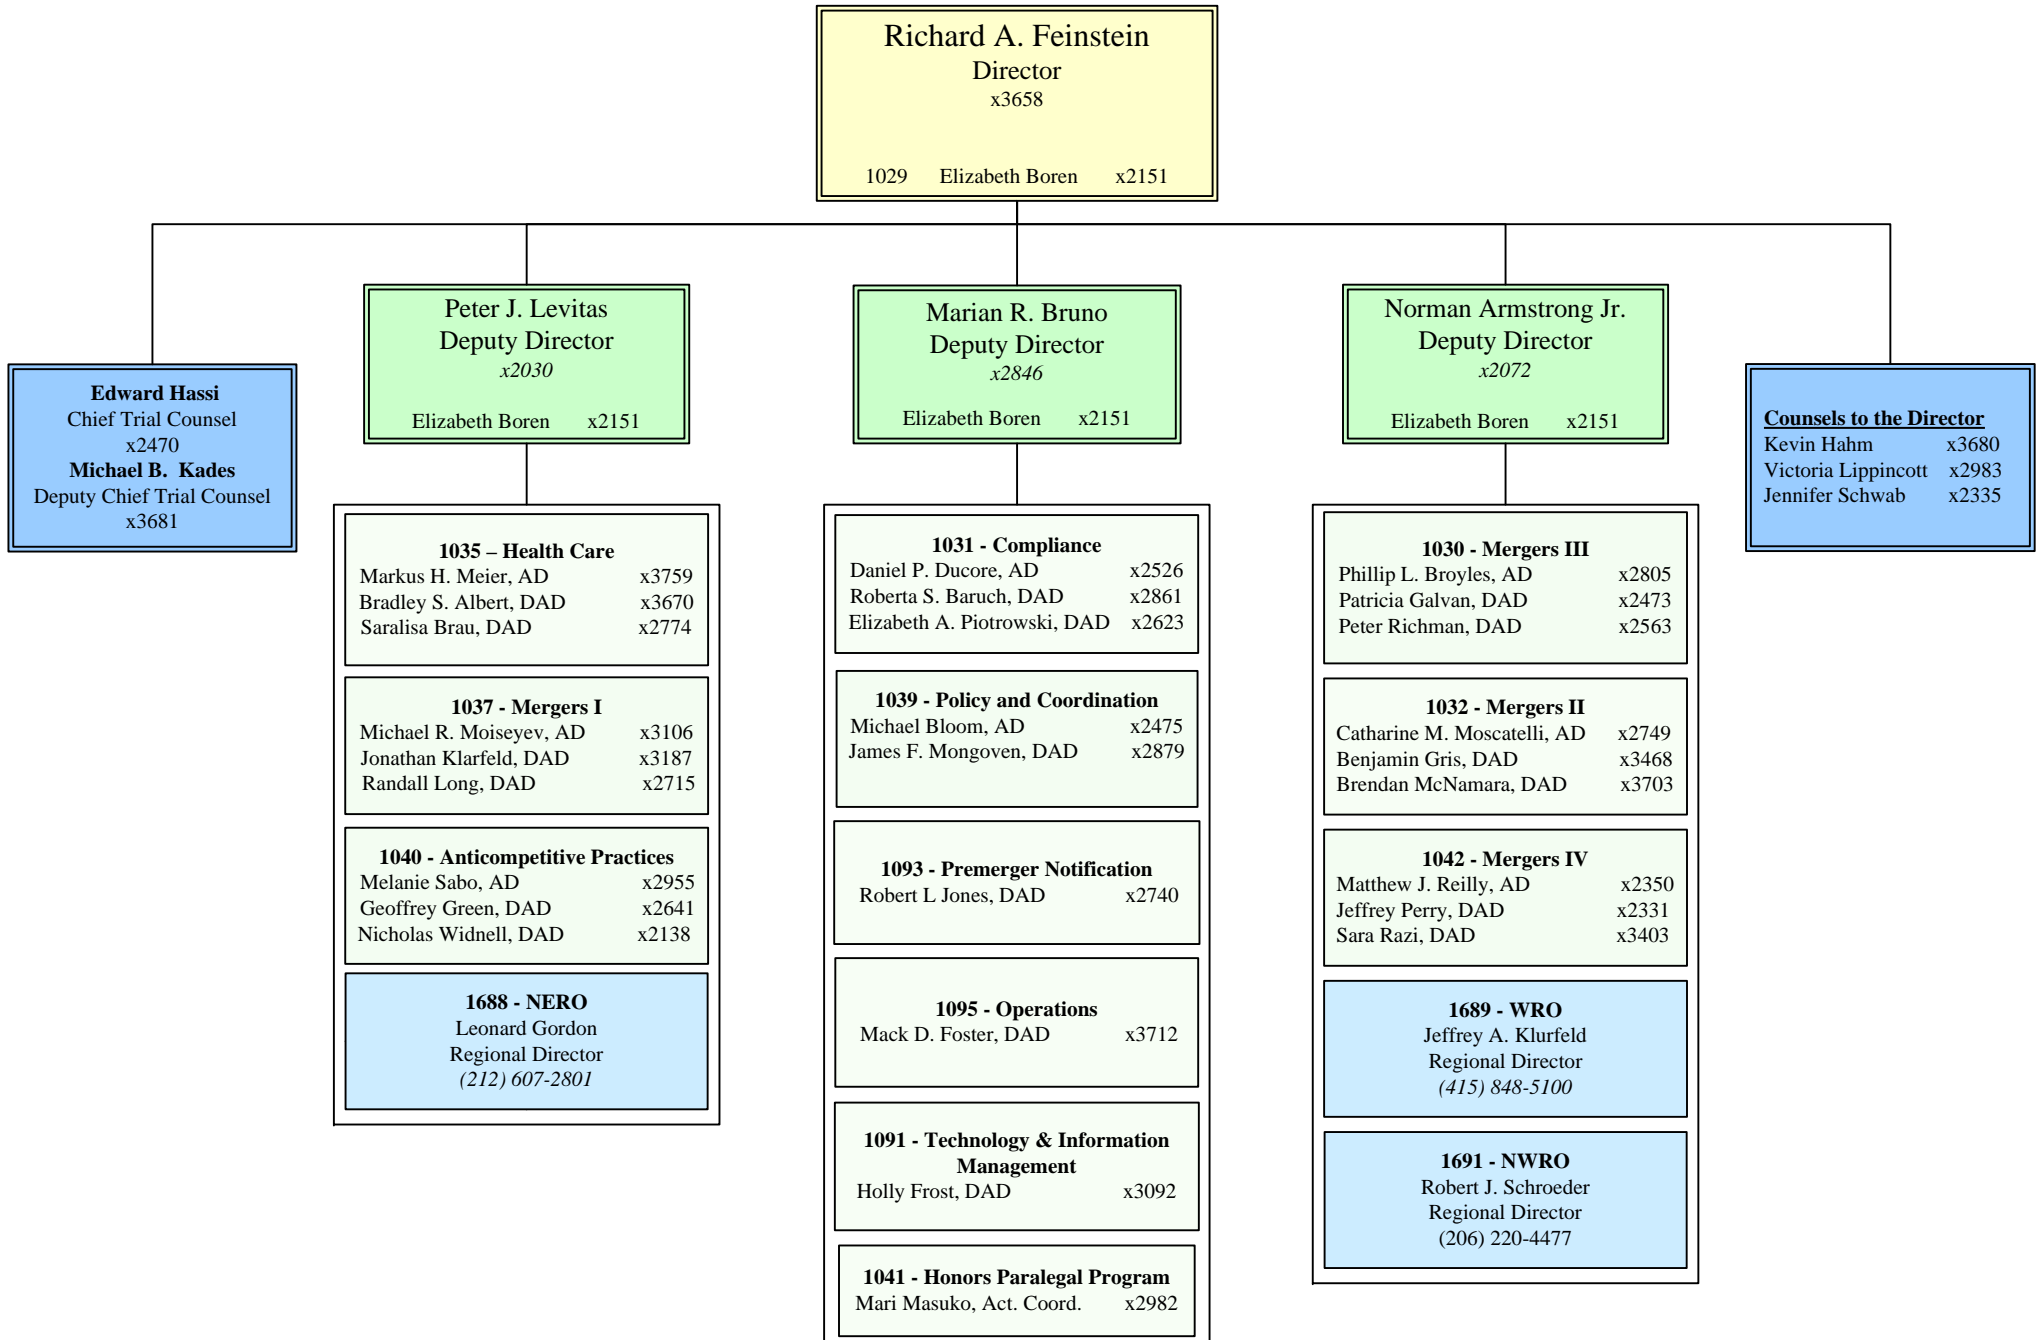 Richard A. Feinstein
Director
x3658
1029 Elizabeth Boren x2151
Edward Hassi
Chief Trial Counsel
x2470
Michael B. Kades
Deputy Chief Trial Counsel
x3681
Peter J. Levitas
Deputy Director
x2030
Elizabeth Boren x2151
1035 – Health Care
Markus H. Meier, AD x3759
Bradley S. Albert, DAD x3670
Saralisa Brau, DAD x2774
1037 - Mergers I
Michael R. Moiseyev, AD x3106
Jonathan Klarfeld, DAD x3187
Randall Long, DAD x2715
1040 - Anticompetitive Practices
Melanie Sabo, AD x2955
Geoffrey Green, DAD x2641
Nicholas Widnell, DAD x2138
1688 - NERO
Leonard Gordon
Regional Director
(212) 607-2801
Marian R. Bruno
Deputy Director
x2846
Elizabeth Boren x2151
1031 - Compliance
Daniel P. Ducore, AD x2526
Roberta S. Baruch, DAD x2861
Elizabeth A. Piotrowski, DAD x2623
1039 - Policy and Coordination
Michael Bloom, AD x2475
James F. Mongoven, DAD x2879
1093 - Premerger Notification
Robert L Jones, DAD x2740
1095 - Operations
Mack D. Foster, DAD x3712
1091 - Technology & Information
Management
Holly Frost, DAD x3092
1041 - Honors Paralegal Program
Mari Masuko, Act. Coord. x2982
Norman Armstrong Jr.
Deputy Director
x2072
Elizabeth Boren x2151
1030 - Mergers III
Phillip L. Broyles, AD x2805
Patricia Galvan, DAD x2473
Peter Richman, DAD x2563
1032 - Mergers II
Catharine M. Moscatelli, AD x2749
Benjamin Gris, DAD x3468
Brendan McNamara, DAD x3703
1042 - Mergers IV
Matthew J. Reilly, AD x2350
Jeffrey Perry, DAD x2331
Sara Razi, DAD x3403
1689 - WRO
Jeffrey A. Klurfeld
Regional Director
(415) 848-5100
1691 - NWRO
Robert J. Schroeder
Regional Director
(206) 220-4477
Counsels to the Director
Kevin Hahm x3680
Victoria Lippincott x2983
Jennifer Schwab x2335